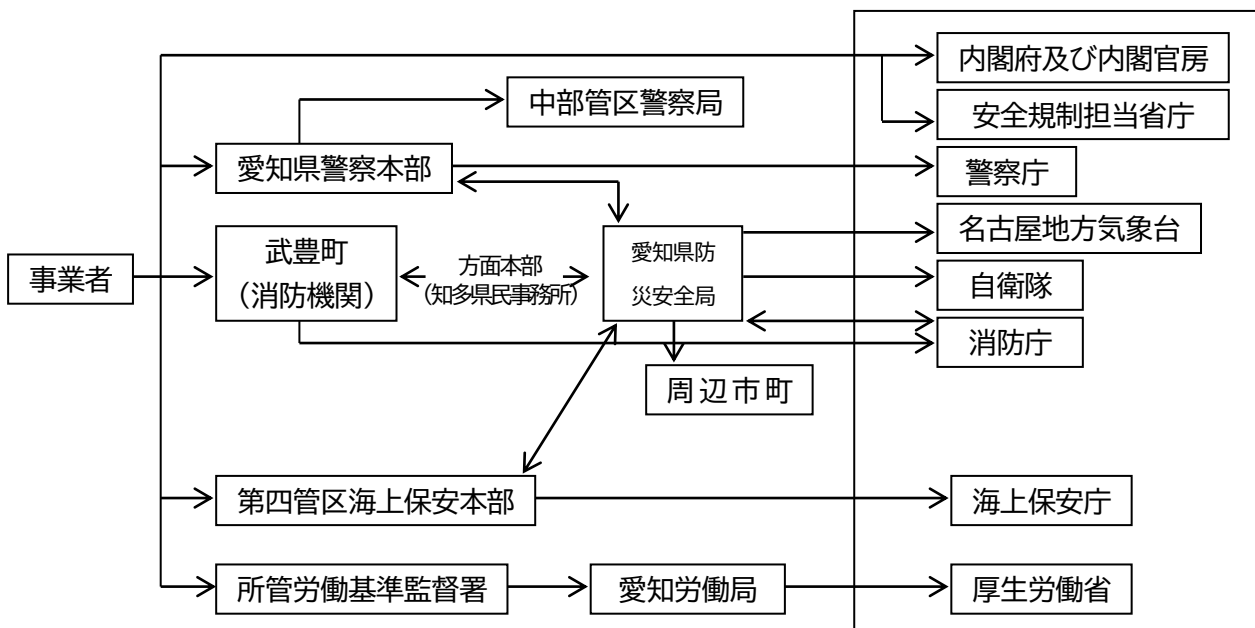 内閣府及び内閣官房
中部管区警察局
安全規制担当省庁
愛知県警察本部
警察庁
名古屋地方気象台
事業者
武豊町
(消防機関)
方面本部
(知多県民事務所)
愛知県防
災安全局
自衛隊
消防庁
周辺市町
第四管区海上保安本部
海上保安庁
所管労働基準監督署
愛知労働局
厚生労働省